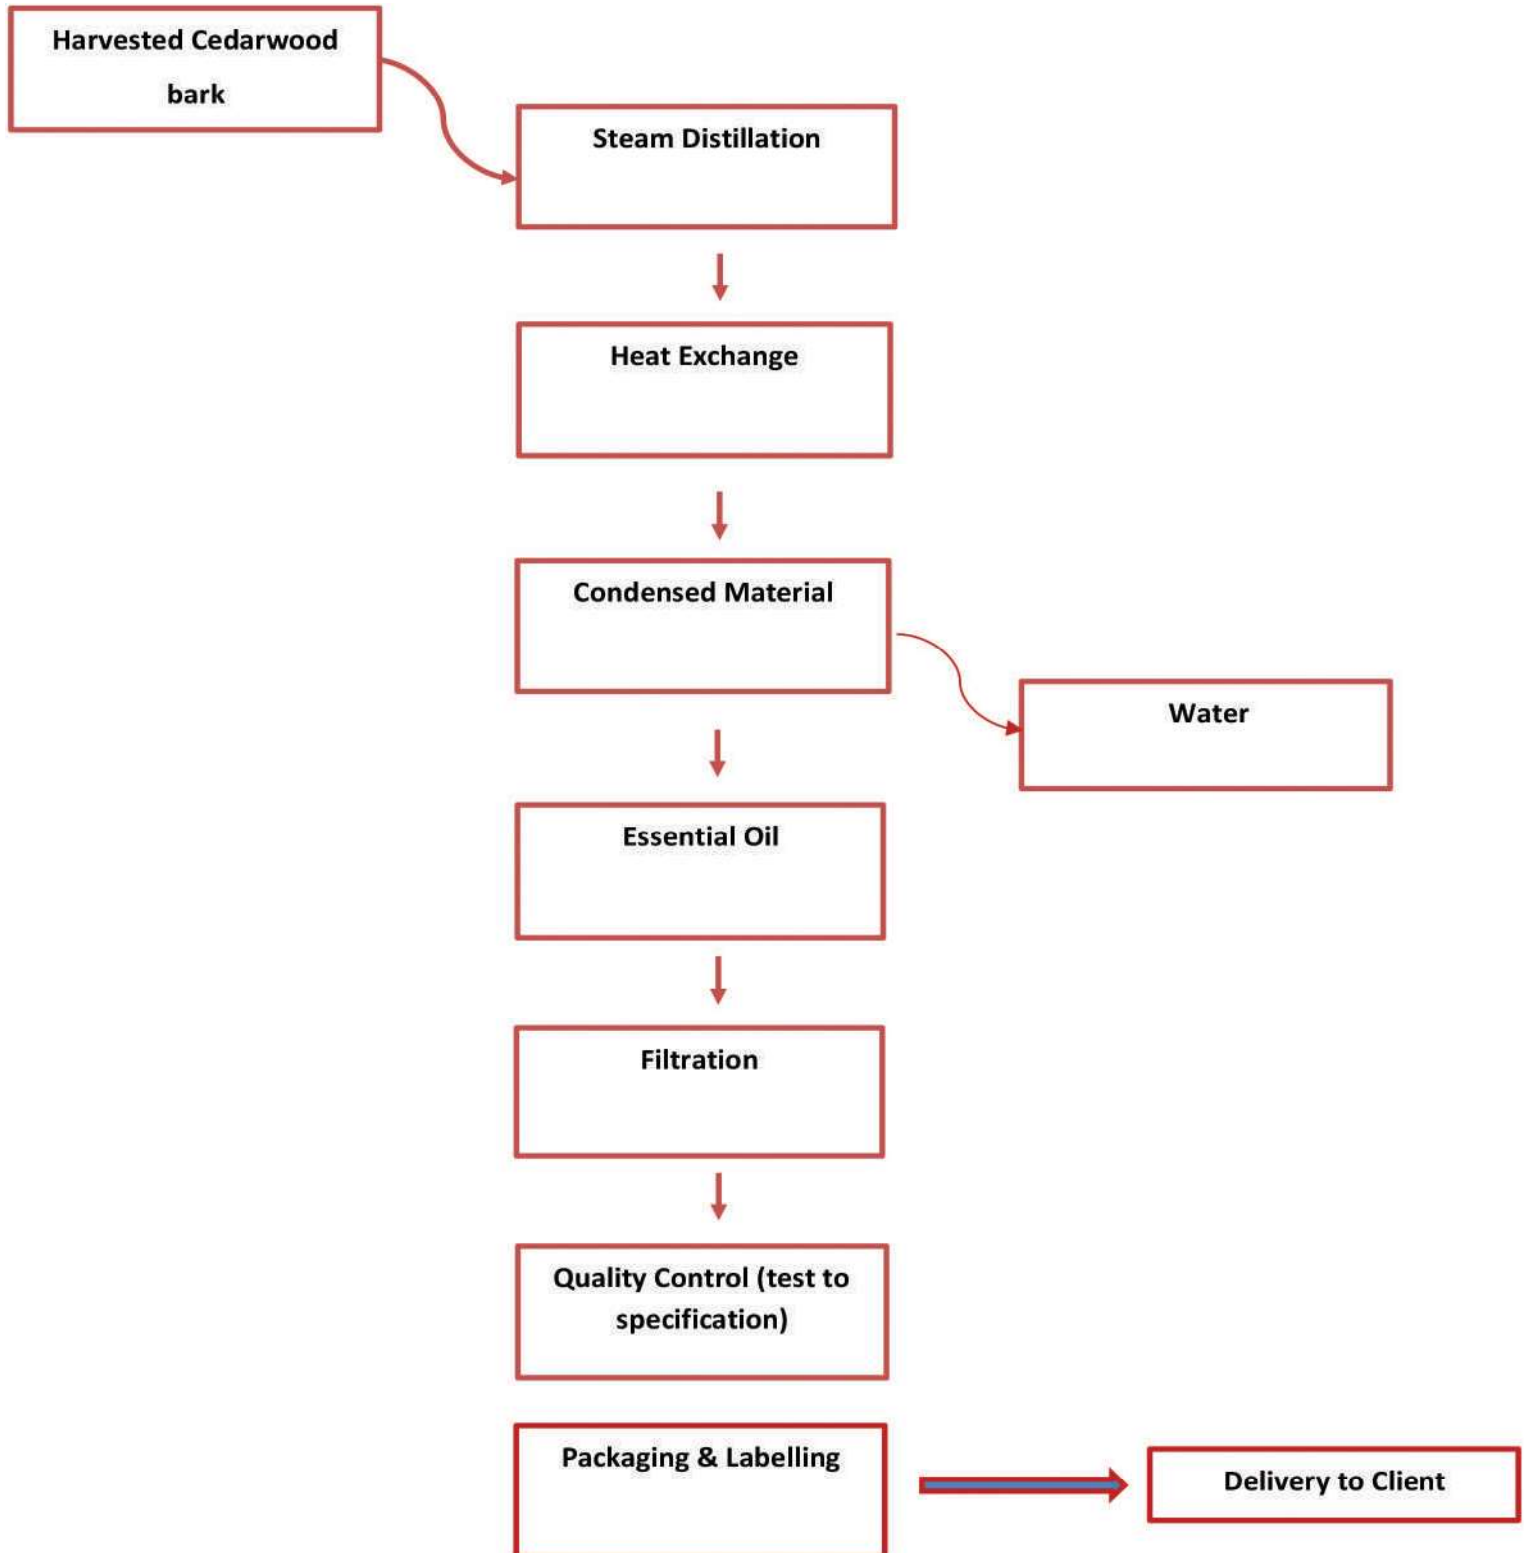 Harvested Cedarwood
bark
Steam Distillation
Heat Exchange
Condensed Material
Water
Essential Oil
Filtration
Quality Control (test to
specification)
Packaging & Labelling
Delivery to Client